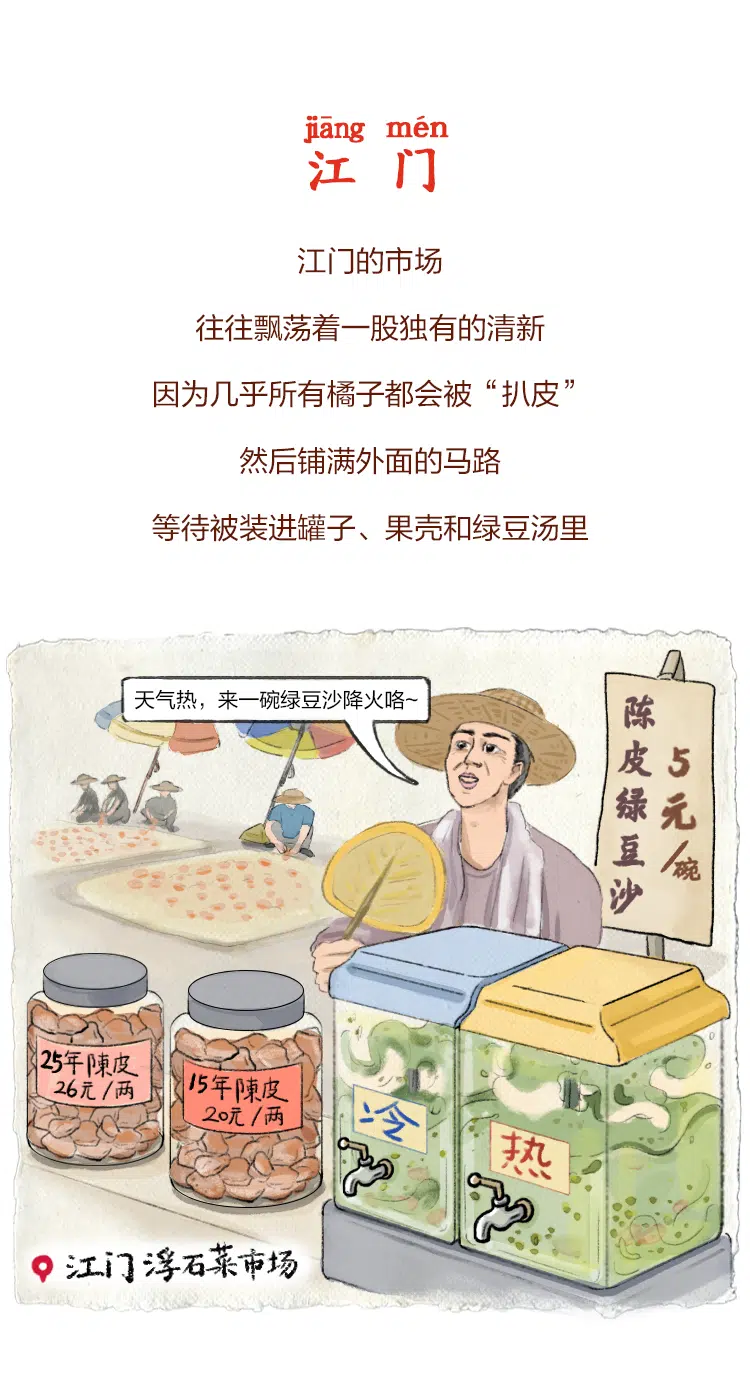 jiāng mén
江门
江门的市场
往往飘荡着一股独有的清新
因为几乎所有橘子都会被“扒皮”
然后铺满外面的马路
等待被装进罐子、果壳和绿豆汤里
天气热，来一碗绿豆沙降火咯~
陈皮绿豆沙
5元/碗
25年陳皮
26元/两
15年陳皮
20元/两
冷
热
江门浮石菜市场